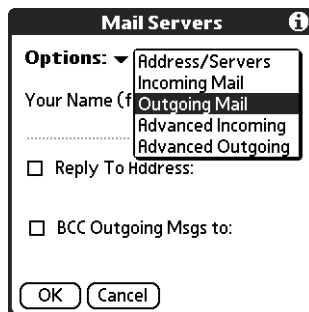 Mail Servers
Options:
Address/Servers
Incoming Mail
Your Name (f
Outgoing Mail
Advanced Incoming
Advanced Outgoing
Reply To Address:
BCC Outgoing Msgs to:
OK
Cancel